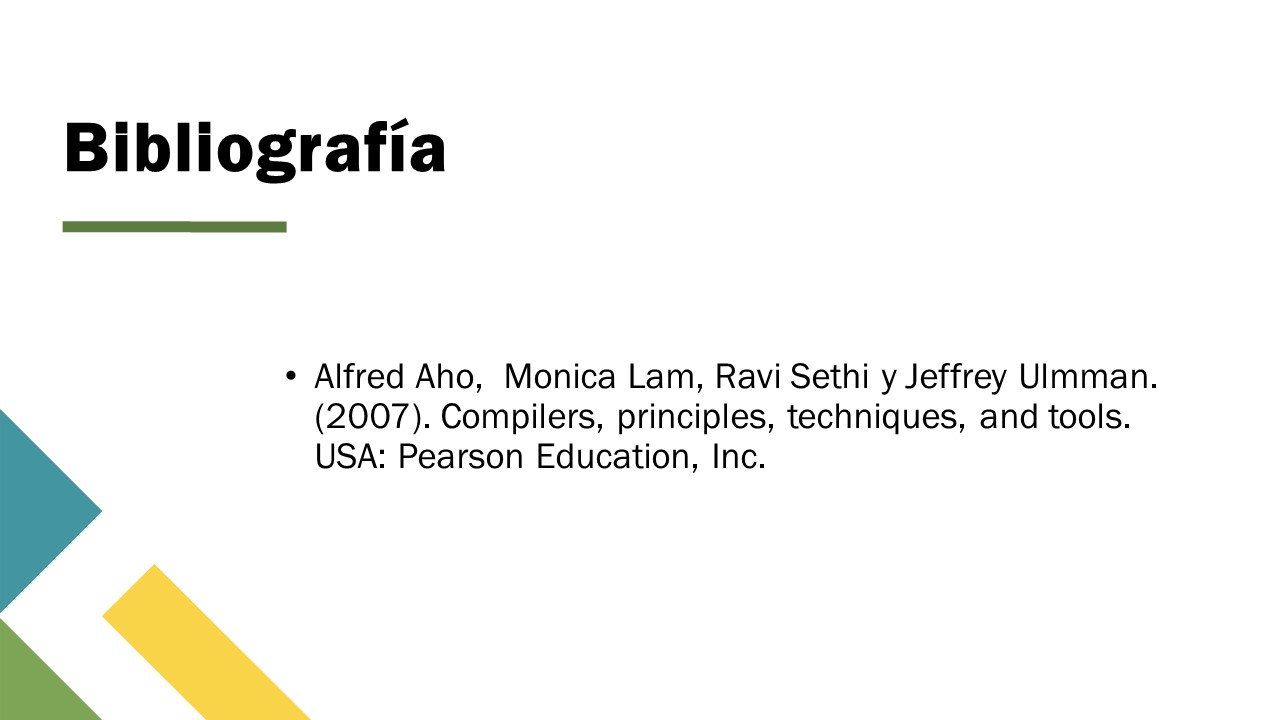 Bibliografía
• Alfred Aho,  Monica Lam, Ravi Sethi y Jeffrey Ulmman.
(2007). Compilers, principles, techniques, and tools.
USA: Pearson Education, Inc.